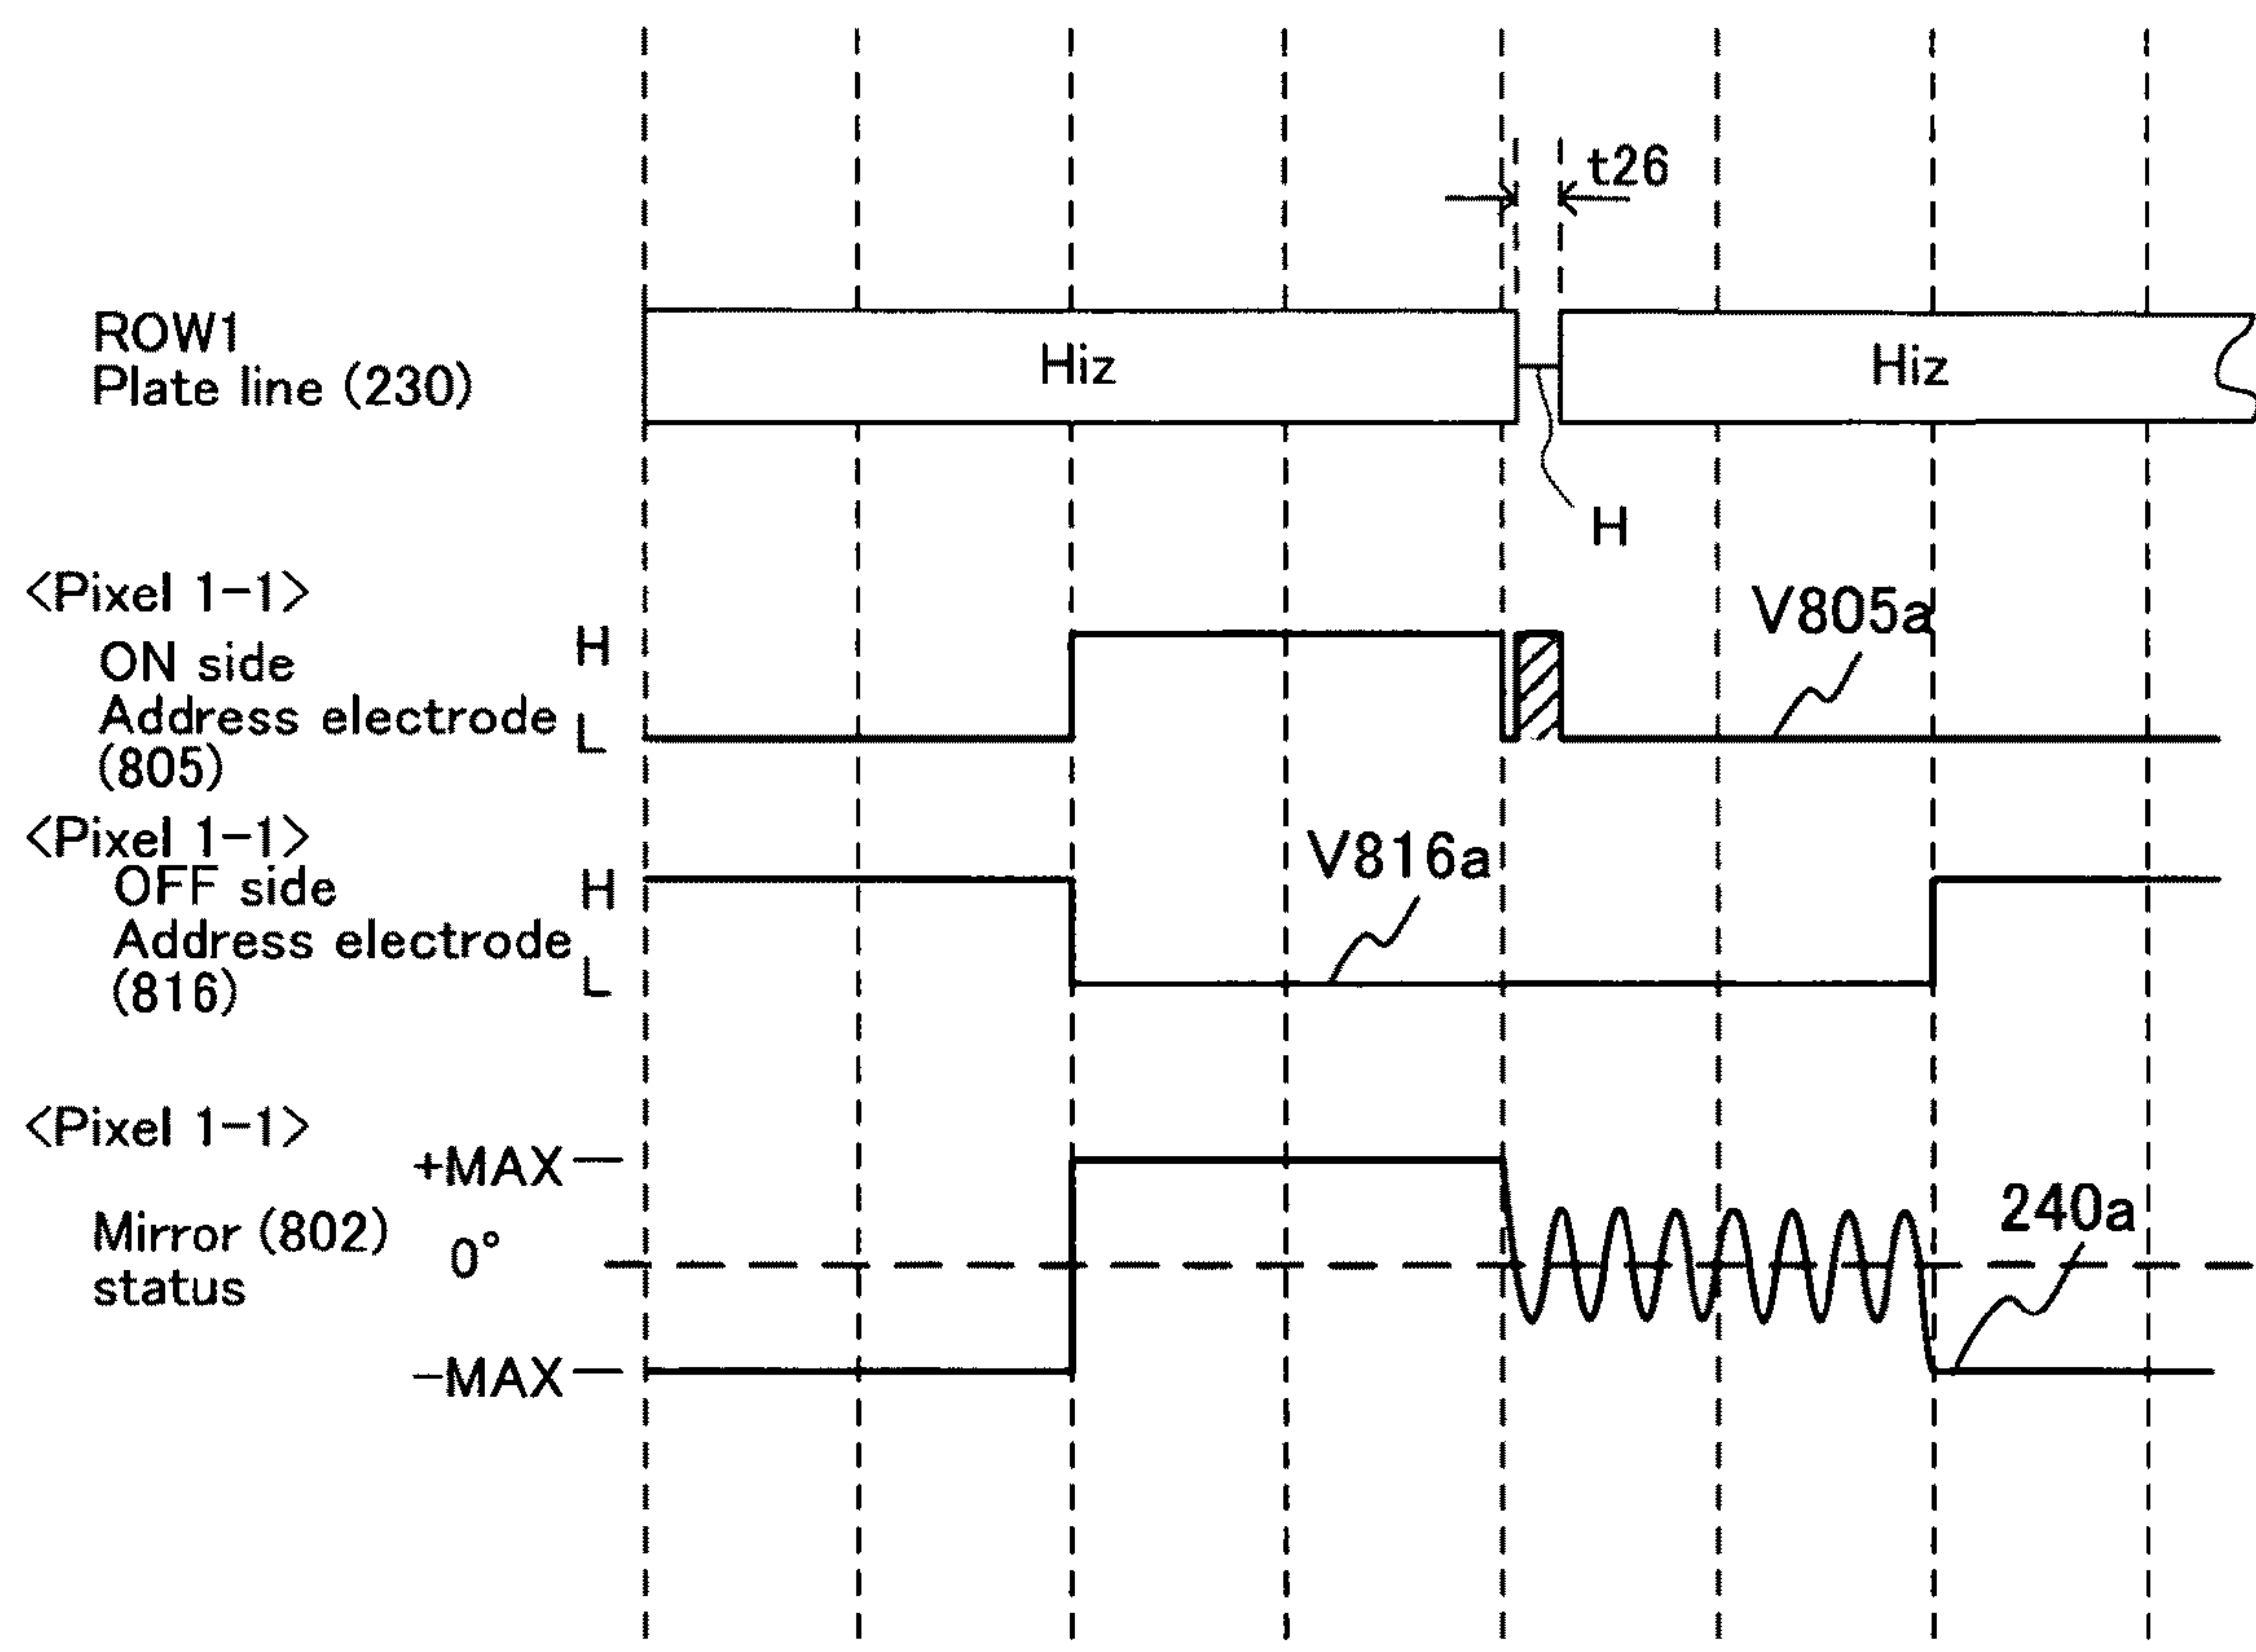 t26
ROW1
Plate line (230)
Hiz
Hiz
H
<Pixel 1-1>
ON side
Address electrode
(805)
H
L
V805a
<Pixel 1-1>
OFF side
Address electrode
(816)
H
L
V816a
<Pixel 1-1>
+MAX
Mirror (802)
status
0°
-MAX
240a